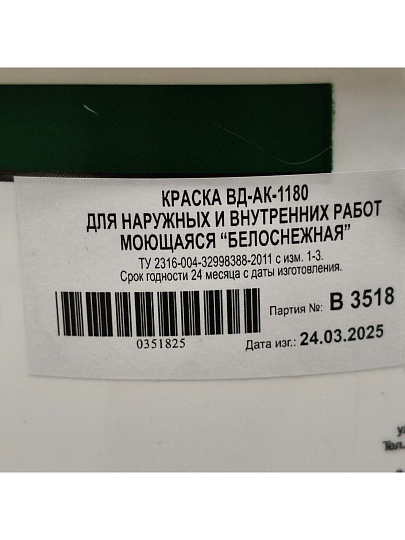 КРАСКА ВД-АК-1180
ДЛЯ НАРУЖНЫХ И ВНУТРЕННИХ РАБОТ
МОЮЩАЯСЯ “БЕЛОСНЕЖНАЯ”
ТУ 2316-004-32998388-2011 с изм. 1-3.
Срок годности 24 месяца с даты изготовления.
Партия №: В 3518
0351825
Дата изг.: 24.03.2025
Тел.